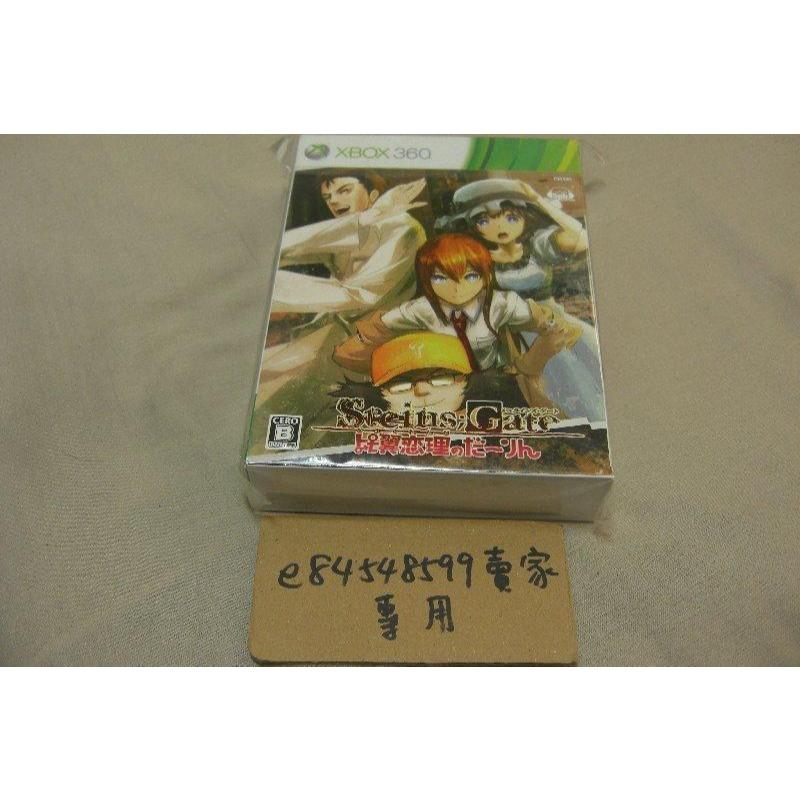 XBOX 360
Steins;Gate
比翼恋理のだーりん
CERO
B
e84548599賣家
專用